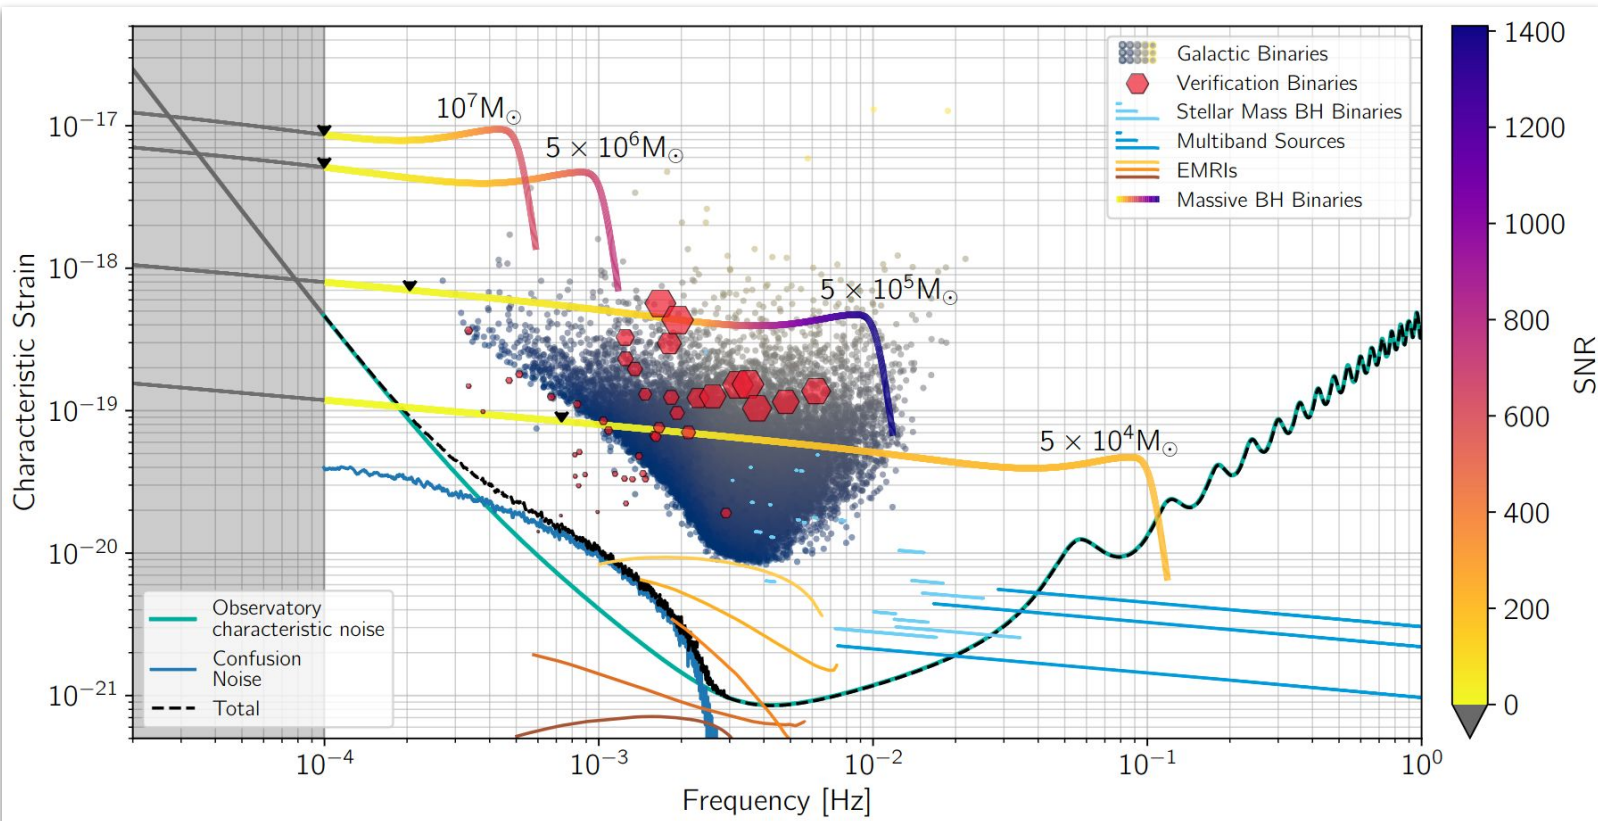 10⁷M☉
5 × 10⁶M☉
5 × 10⁵M☉
5 × 10⁴M☉
Galactic Binaries
Verification Binaries
Stellar Mass BH Binaries
Multiband Sources
EMRIs
Massive BH Binaries
Observatory
characteristic noise
Confusion
Noise
Total
Characteristic Strain
10⁻¹⁷
10⁻¹⁸
10⁻¹⁹
10⁻²⁰
10⁻²¹
10⁻⁴
10⁻³
10⁻²
10⁻¹
10⁰
Frequency [Hz]
1400
1200
1000
800
600
400
200
0
SNR